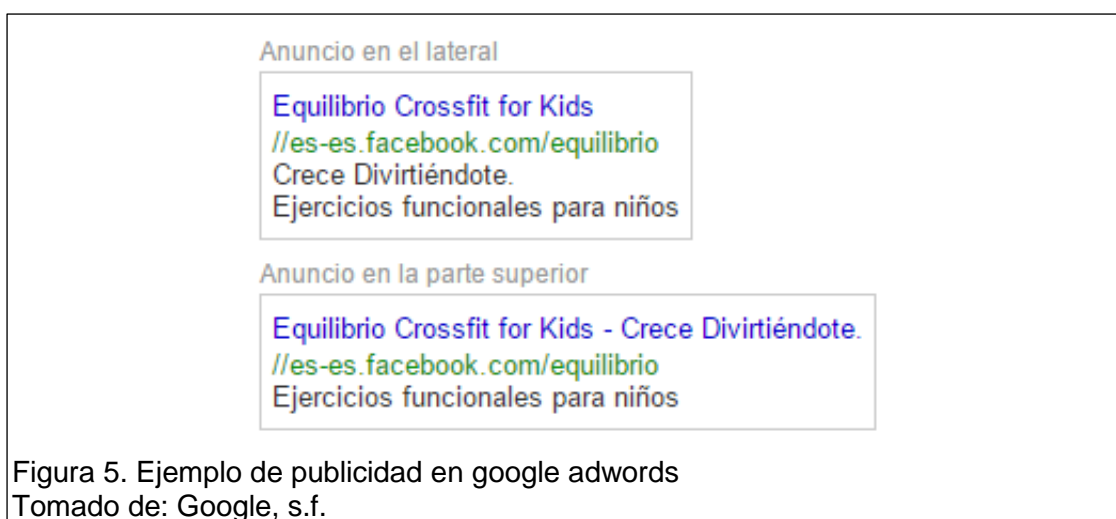 Anuncio en el lateral
Equilibrio Crossfit for Kids
//es-es.facebook.com/equilibrio
Crece Divirtiéndote.
Ejercicios funcionales para niños
Anuncio en la parte superior
Equilibrio Crossfit for Kids - Crece Divirtiéndote.
//es-es.facebook.com/equilibrio
Ejercicios funcionales para niños
Figura 5. Ejemplo de publicidad en google adwords
Tomado de: Google, s.f.